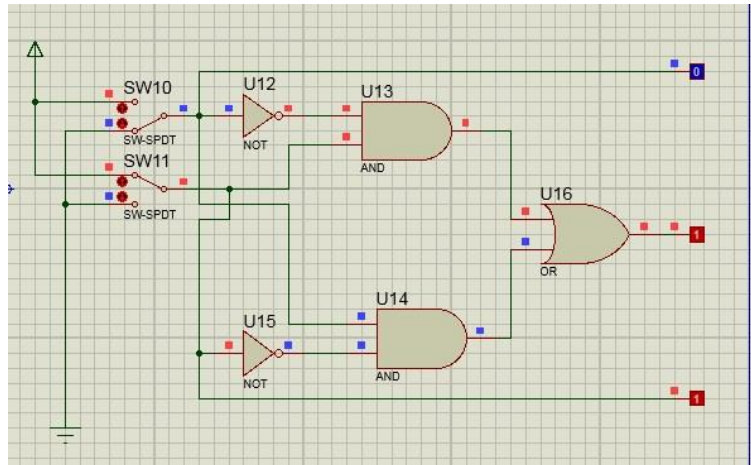 SW10
U12
U13
0
SW-SPDT
NOT
AND
SW11
SW-SPDT
U16
1
OR
U14
U15
NOT
AND
1